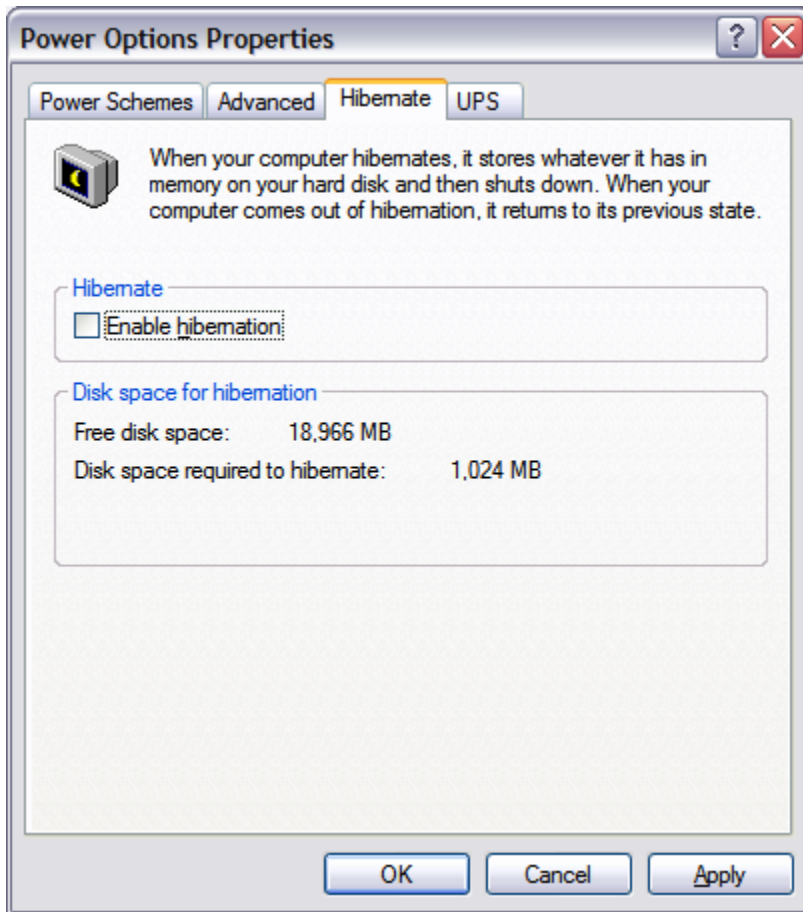 Power Options Properties
?
Power Schemes Advanced Hibernate UPS
When your computer hibernates, it stores whatever it has in
memory on your hard disk and then shuts down. When your
computer comes out of hibernation, it returns to its previous state.
Hibernate
Enable hibernation
Disk space for hibernation
Free disk space: 18,966 MB
Disk space required to hibernate: 1,024 MB
OK Cancel Apply